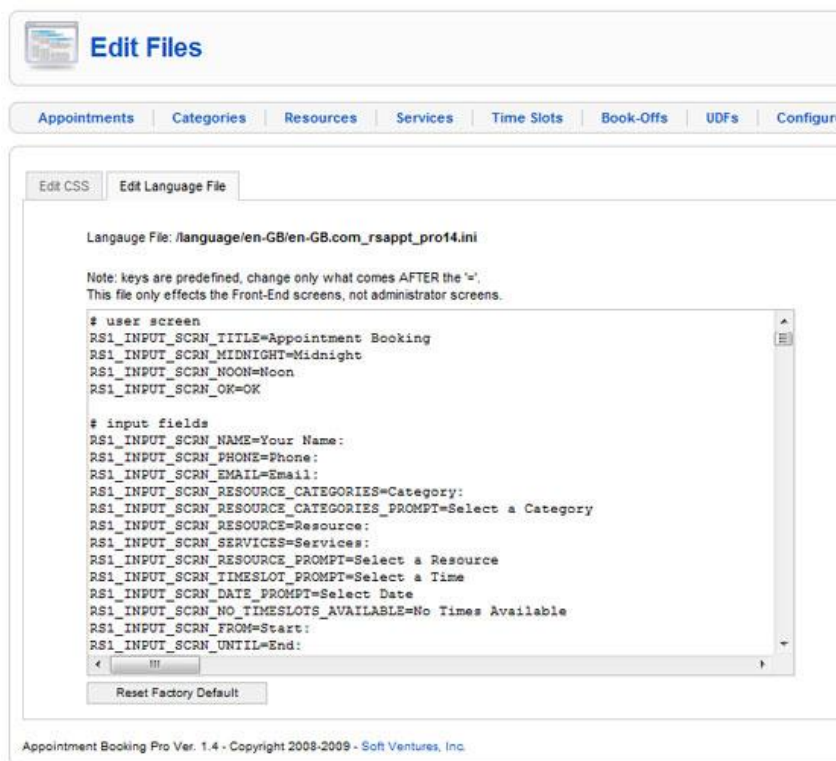 Edit Files
Appointments Categories Resources Services Time Slots Book-Offs UDFs Configur
Edit CSS Edit Language File
Langauge File: /language/en-GB/en-GB.com_rsappt_pro14.ini
Note: keys are predefined, change only what comes AFTER the '='.
This file only effects the Front-End screens, not administrator screens.
# user screen
RS1_INPUT_SCRN_TITLE=Appointment Booking
RS1_INPUT_SCRN_MIDNIGHT=Midnight
RS1_INPUT_SCRN_NOON=Noon
RS1_INPUT_SCRN_OK=OK
# input fields
RS1_INPUT_SCRN_NAME=Your Name:
RS1_INPUT_SCRN_PHONE=Phone:
RS1_INPUT_SCRN_EMAIL=Email:
RS1_INPUT_SCRN_RESOURCE_CATEGORIES=Category:
RS1_INPUT_SCRN_RESOURCE_CATEGORIES_PROMPT=Select a Category
RS1_INPUT_SCRN_RESOURCE=Resource:
RS1_INPUT_SCRN_SERVICES=Services:
RS1_INPUT_SCRN_RESOURCE_PROMPT=Select a Resource
RS1_INPUT_SCRN_TIMESLOT_PROMPT=Select a Time
RS1_INPUT_SCRN_DATE_PROMPT=Select Date
RS1_INPUT_SCRN_NO_TIMESLOTS_AVAILABLE=No Times Available
RS1_INPUT_SCRN_FROM=Start:
RS1_INPUT_SCRN_UNTIL=End:
Reset Factory Default
Appointment Booking Pro Ver. 1.4 - Copyright 2008-2009 - Soft Ventures, Inc.